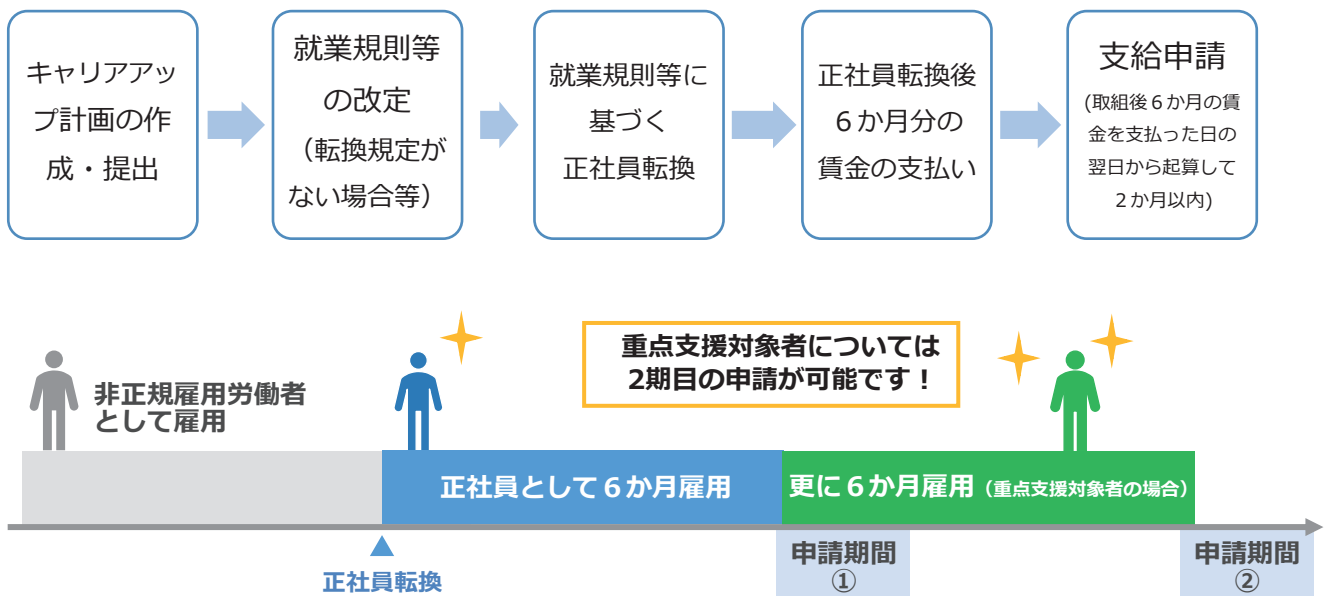 キャリアアッ
プ計画の作
成・提出
就業規則等
の改定
（転換規定が
ない場合等）
就業規則等に
基づく
正社員転換
正社員転換後
６か月分の
賃金の支払い
支給申請
(取組後６か月の賃
金を支払った日の
翌日から起算して
２か月以内)
重点支援対象者については
2期目の申請が可能です！
非正規雇用労働者
として雇用
正社員として６か月雇用
更に６か月雇用（重点支援対象者の場合）
正社員転換
申請期間
①
申請期間
②